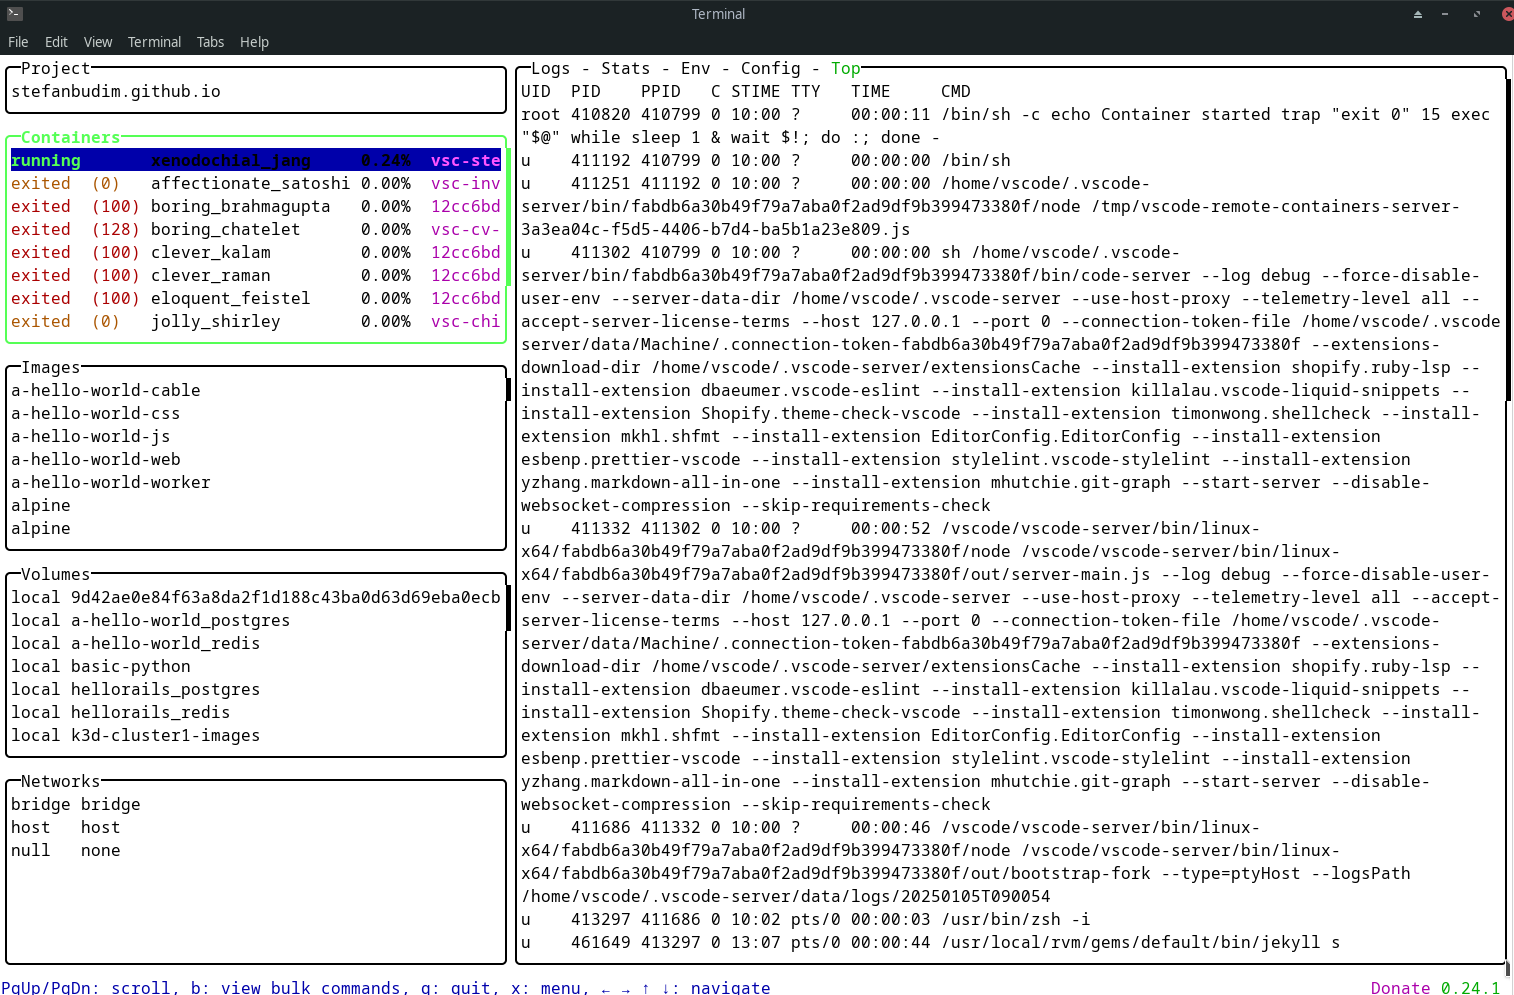 Terminal
File Edit View Terminal Tabs Help
Project
stefanbudim.github.io
Containers
running xenodochial_jang 0.24% vsc-ste
exited (0) affectionate_satoshi 0.00% vsc-inv
exited (100) boring_brahmagupta 0.00% 12cc6bd
exited (128) boring_chatelet 0.00% vsc-cv-
exited (100) clever_kalam 0.00% 12cc6bd
exited (100) clever_raman 0.00% 12cc6bd
exited (100) eloquent_feistel 0.00% 12cc6bd
exited (0) jolly_shirley 0.00% vsc-chi
Images
a-hello-world-cable
a-hello-world-css
a-hello-world-js
a-hello-world-web
a-hello-world-worker
alpine
alpine
Volumes
local 9d42ae0e84f63a8da2f1d188c43ba0d63d69eba0ecb
local a-hello-world_postgres
local a-hello-world_redis
local basic-python
local hellorails_postgres
local hellorails_redis
local k3d-cluster1-images
Networks
bridge bridge
host host
null none
Logs - Stats - Env - Config - Top
UID PID PPID C STIME TTY TIME CMD
root 410820 410799 0 10:00 ? 00:00:11 /bin/sh -c echo Container started trap "exit 0" 15 exec
"$@" while sleep 1 & wait $!; do :; done -
u 411192 410799 0 10:00 ? 00:00:00 /bin/sh
u 411251 411192 0 10:00 ? 00:00:00 /home/vscode/.vscode-
server/bin/fabdb6a30b49f79a7aba0f2ad9df9b399473380f/node /tmp/vscode-remote-containers-server-
3a3ea04c-f5d5-4406-b7d4-ba5b1a23e809.js
u 411302 410799 0 10:00 ? 00:00:00 sh /home/vscode/.vscode-
server/bin/fabdb6a30b49f79a7aba0f2ad9df9b399473380f/bin/code-server --log debug --force-disable-
user-env --server-data-dir /home/vscode/.vscode-server --use-host-proxy --telemetry-level all --
accept-server-license-terms --host 127.0.0.1 --port 0 --connection-token-file /home/vscode/.vscode
server/data/Machine/.connection-token-fabdb6a30b49f79a7aba0f2ad9df9b399473380f --extensions-
download-dir /home/vscode/.vscode-server/extensionsCache --install-extension shopify.ruby-lsp --
install-extension dbaeumer.vscode-eslint --install-extension killalau.vscode-liquid-snippets --
install-extension Shopify.theme-check-vscode --install-extension timonwong.shellcheck --install-
extension mkhl.shfmt --install-extension EditorConfig.EditorConfig --install-extension
esbenp.prettier-vscode --install-extension stylelint.vscode-stylelint --install-extension
yzhang.markdown-all-in-one --install-extension mhutchie.git-graph --start-server --disable-
websocket-compression --skip-requirements-check
u 411332 411302 0 10:00 ? 00:00:52 /vscode/vscode-server/bin/linux-
x64/fabdb6a30b49f79a7aba0f2ad9df9b399473380f/node /vscode/vscode-server/bin/linux-
x64/fabdb6a30b49f79a7aba0f2ad9df9b399473380f/out/server-main.js --log debug --force-disable-user-
env --server-data-dir /home/vscode/.vscode-server --use-host-proxy --telemetry-level all --accept-
server-license-terms --host 127.0.0.1 --port 0 --connection-token-file /home/vscode/.vscode-
server/data/Machine/.connection-token-fabdb6a30b49f79a7aba0f2ad9df9b399473380f --extensions-
download-dir /home/vscode/.vscode-server/extensionsCache --install-extension shopify.ruby-lsp --
install-extension dbaeumer.vscode-eslint --install-extension killalau.vscode-liquid-snippets --
install-extension Shopify.theme-check-vscode --install-extension timonwong.shellcheck --install-
extension mkhl.shfmt --install-extension EditorConfig.EditorConfig --install-extension
esbenp.prettier-vscode --install-extension stylelint.vscode-stylelint --install-extension
yzhang.markdown-all-in-one --install-extension mhutchie.git-graph --start-server --disable-
websocket-compression --skip-requirements-check
u 411686 411332 0 10:00 ? 00:00:46 /vscode/vscode-server/bin/linux-
x64/fabdb6a30b49f79a7aba0f2ad9df9b399473380f/node /vscode/vscode-server/bin/linux-
x64/fabdb6a30b49f79a7aba0f2ad9df9b399473380f/out/bootstrap-fork --type=ptyHost --logsPath
/home/vscode/.vscode-server/data/logs/20250105T090054
u 413297 411686 0 10:02 pts/0 00:00:03 /usr/bin/zsh -i
u 461649 413297 0 13:07 pts/0 00:00:44 /usr/local/rvm/gems/default/bin/jekyll s
PgUp/PgDn: scroll, b: view bulk commands, q: quit, x: menu, ← → ↑ ↓: navigate
Donate 0.24.1